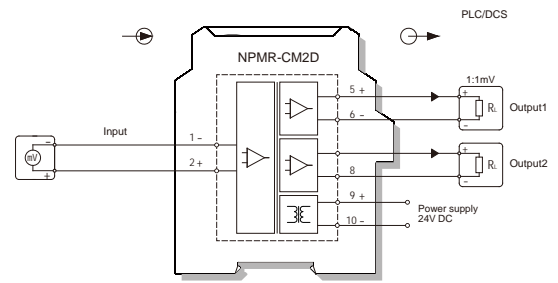 PLC/DCS
NPMR-CM2D
1:1mV
5 +
+
RL
Output1
6 -
-
Input
1 -
-
mV
+
2 +
+
RL
Output2
8
-
9 +
Power supply
24V DC
10 -